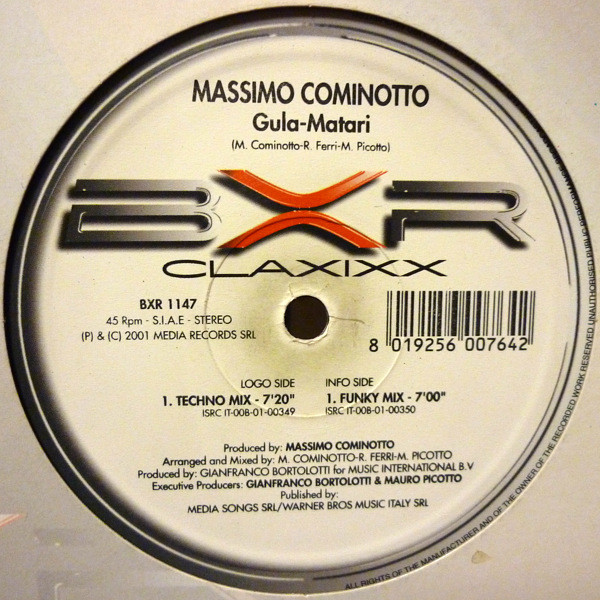 MASSIMO COMINOTTO
Gula-Matari
(M. Cominotto-R. Ferri-M. Picotto)
BXR
CLAXIXX
BXR 1147
45 Rpm - S.I.A.E - STEREO
(P) & (C) 2001 MEDIA RECORDS SRL
8 019256 007642
LOGO SIDE
1. TECHNO MIX - 7'20"
ISRC IT-00B-01-00349
INFO SIDE
1. FUNKY MIX - 7'00"
ISRC IT-00B-01-00350
Produced by: MASSIMO COMINOTTO
Arranged and Mixed by: M. COMINOTTO-R. FERRI-M. PICOTTO
Produced by: GIANFRANCO BORTOLOTTI for MUSIC INTERNATIONAL B.V
Executive Producers: GIANFRANCO BORTOLOTTI & MAURO PICOTTO
Published by:
MEDIA SONGS SRL/WARNER BROS MUSIC ITALY SRL
ALL RIGHTS OF THE MANUFACTURER AND OF THE OWNER OF THE RECORDED WORK RESERVED UNAUTHORISED PUBLIC